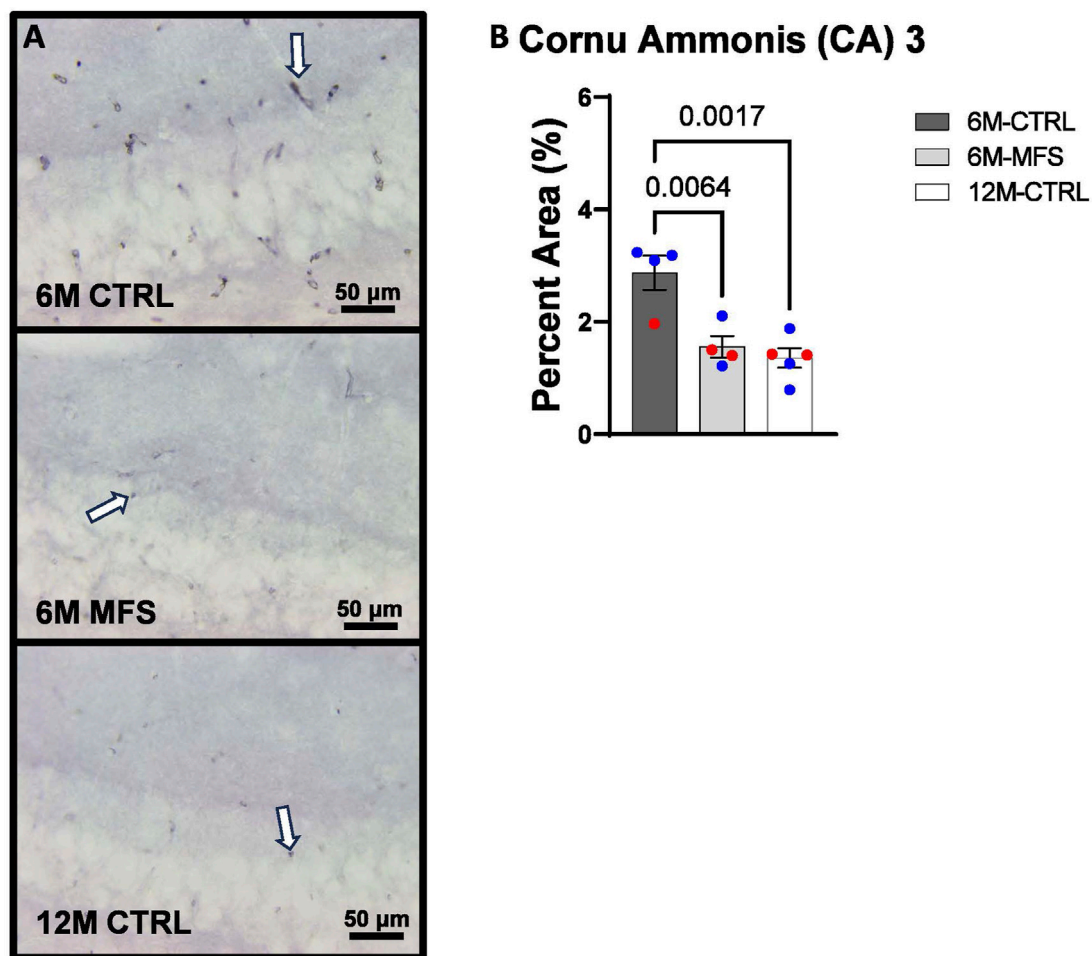 A
6M CTRL
50 µm
6M MFS
50 µm
12M CTRL
50 µm
B Cornu Ammonis (CA) 3
Percent Area (%)
6
4
2
0
0.0017
0.0064
6M-CTRL
6M-MFS
12M-CTRL